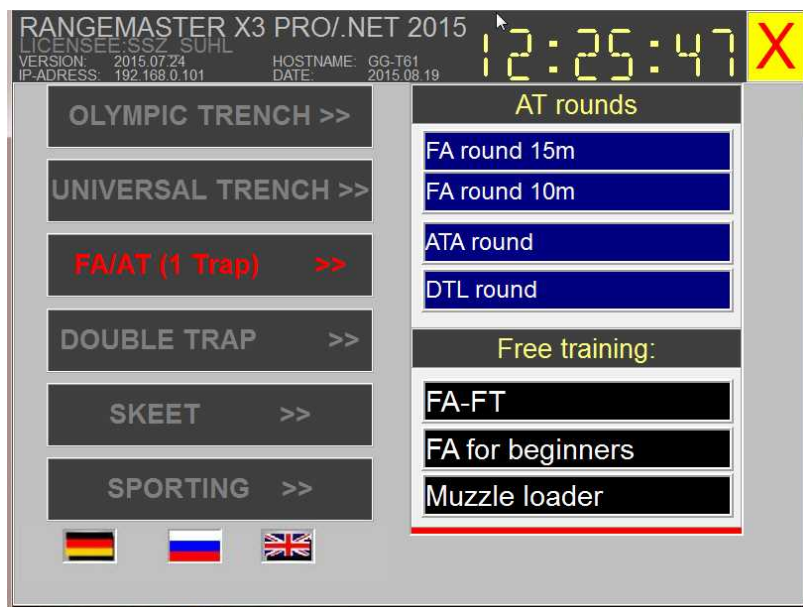 RANGEMASTER X3 PRO/.NET 2015
LICENSEE:SSZ_SUHL
VERSION: 2015.07.24 HOSTNAME: GG-T61
IP-ADRESS: 192.168.0.101 DATE: 2015.08.19
12:25:47
X
OLYMPIC TRENCH >>
UNIVERSAL TRENCH >>
FA/AT (1 Trap) >>
DOUBLE TRAP >>
SKEET >>
SPORTING >>
AT rounds
FA round 15m
FA round 10m
ATA round
DTL round
Free training:
FA-FT
FA for beginners
Muzzle loader